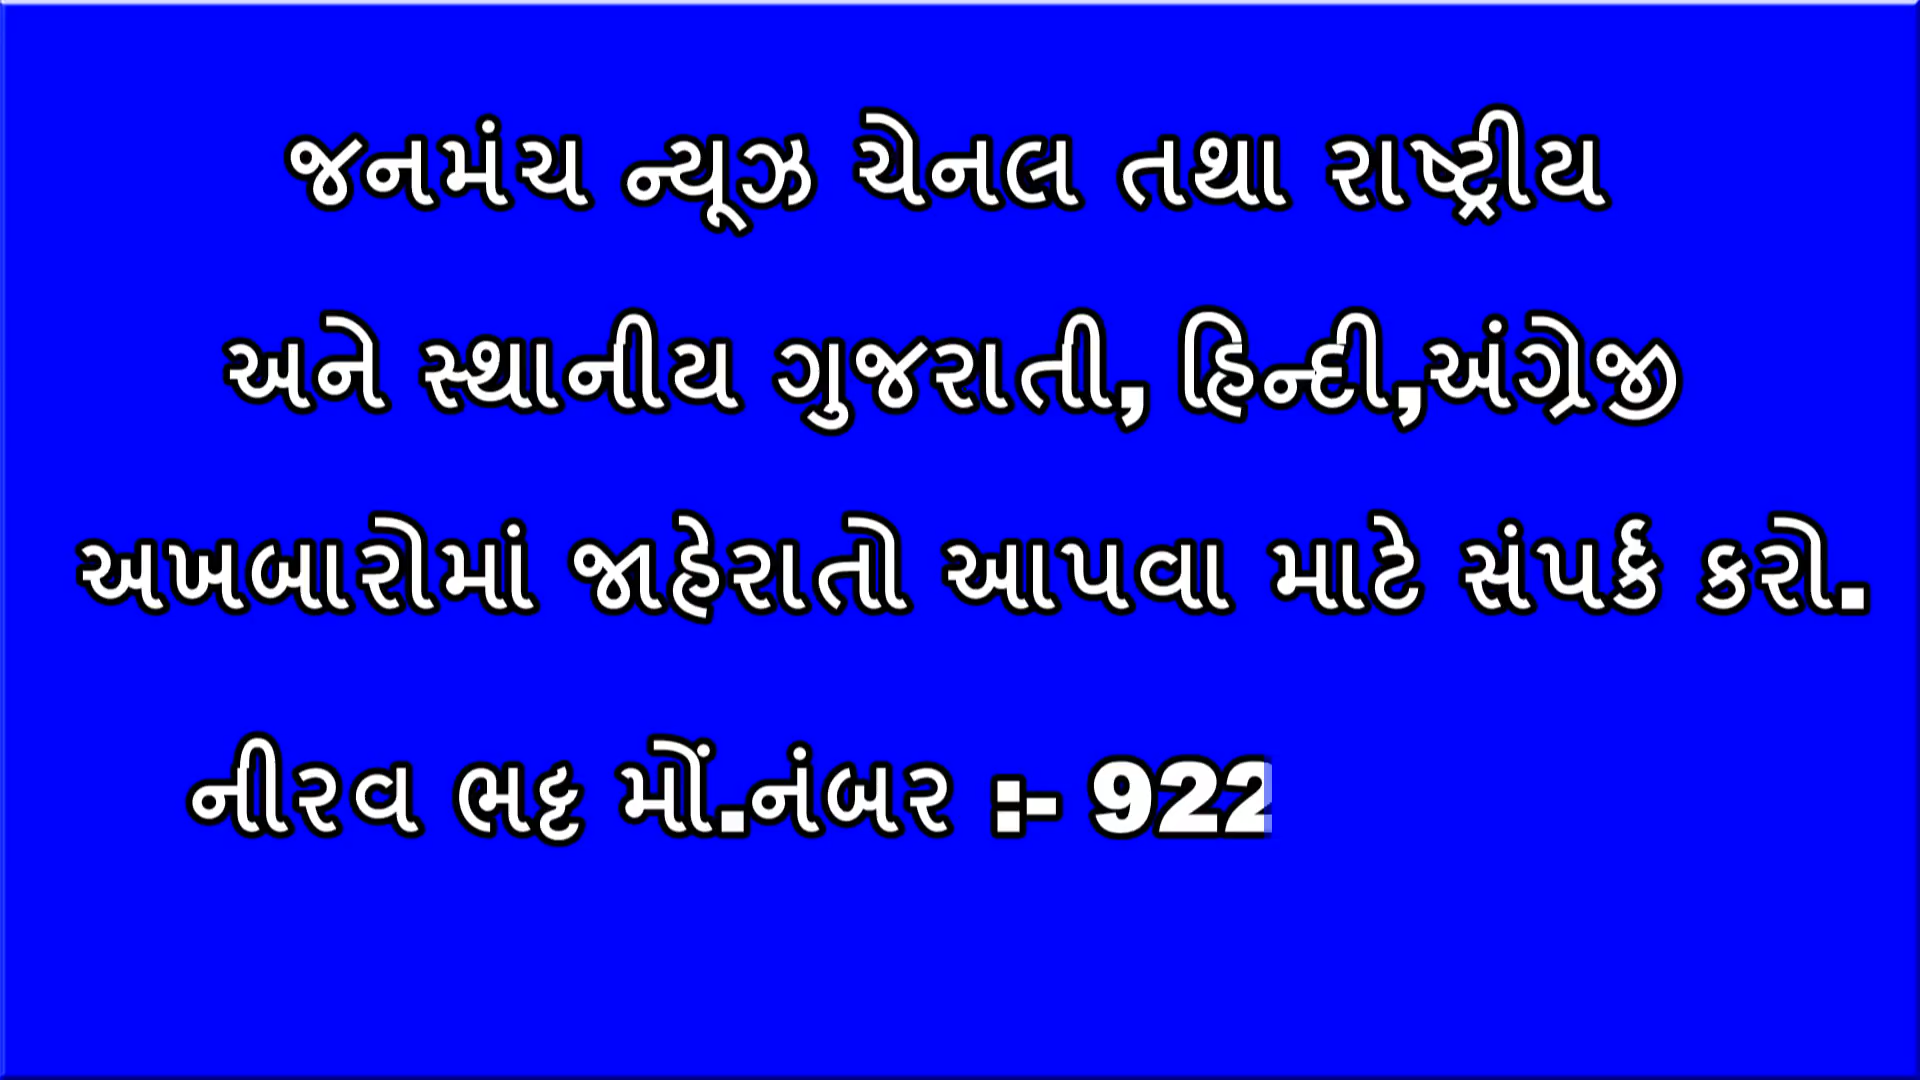 જનમંચ ન્યૂઝ ચેનલ તથા રાષ્ટ્રીય
અને સ્થાનીય ગુજરાતી, હિન્દી,અંગ્રેજી
અખબારોમાં જાહેરાતો આપવા માટે સંપર્ક કરો.
નીરવ ભટ્ટ મોં.નંબર :- 922